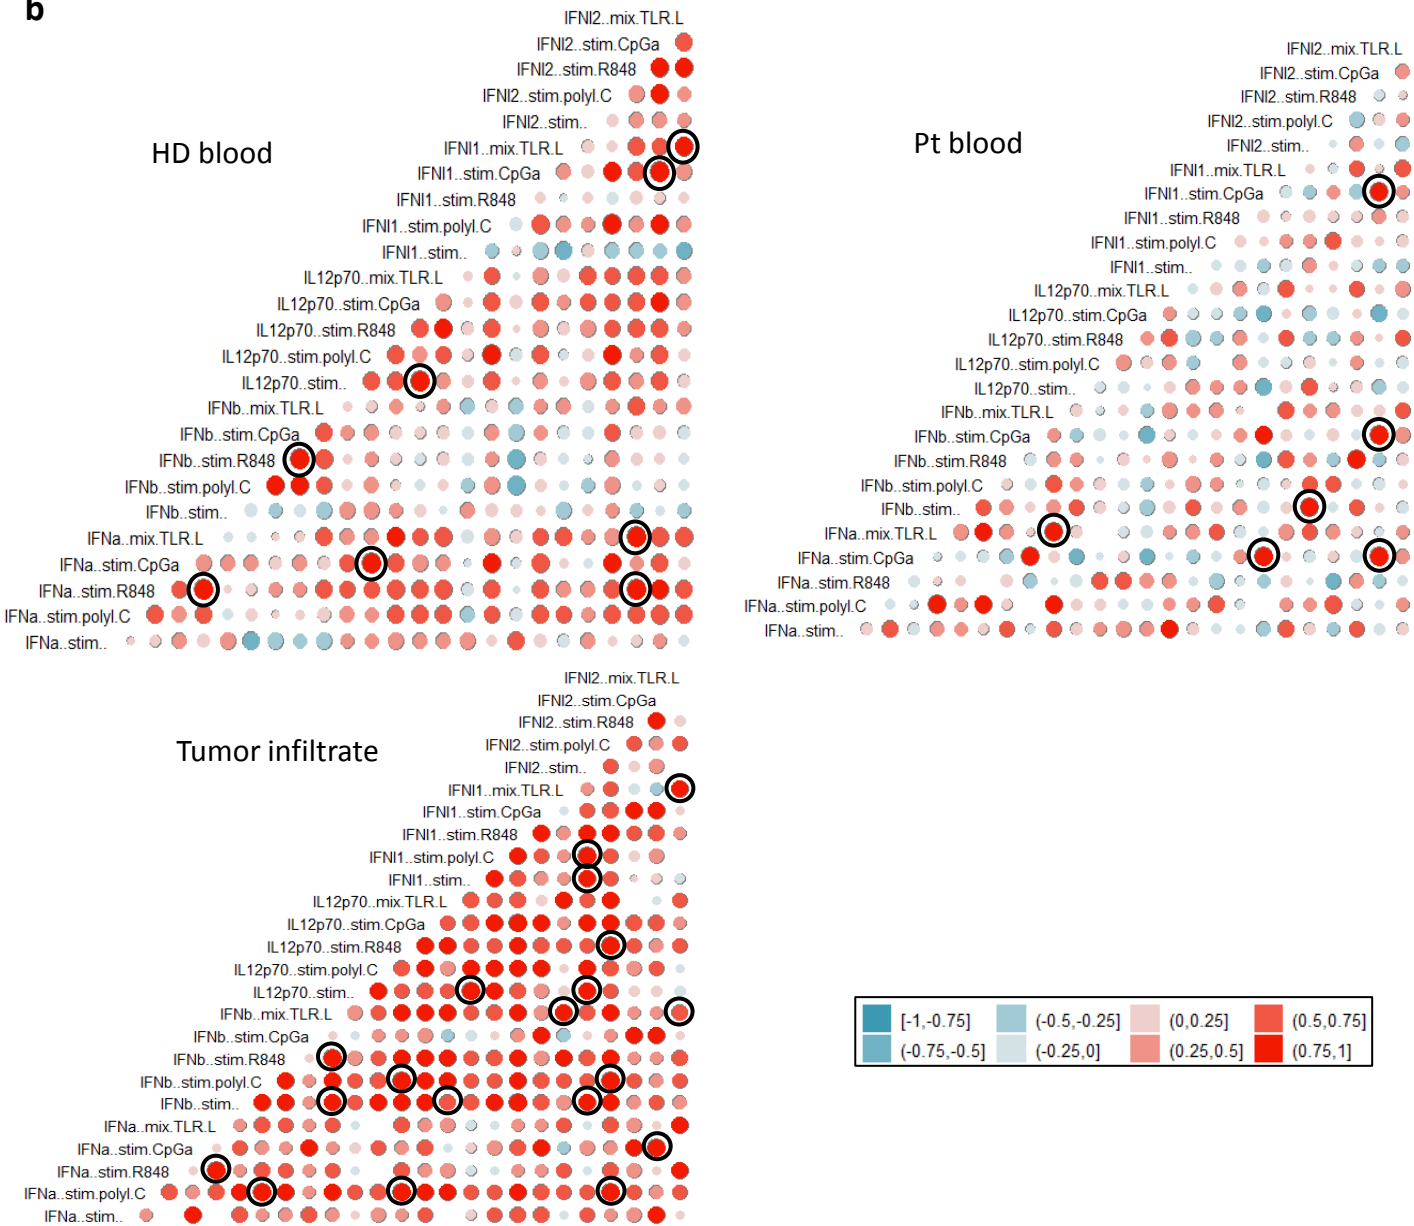 b
HD blood
IFNl2..mix.TLR.L
IFNl2..stim.CpGa
IFNl2..stim.R848
IFNl2..stim.polyI.C
IFNl2..stim..
IFNl1..mix.TLR.L
IFNl1..stim.CpGa
IFNl1..stim.R848
IFNl1..stim.polyI.C
IFNl1..stim..
IL12p70..mix.TLR.L
IL12p70..stim.CpGa
IL12p70..stim.R848
IL12p70..stim.polyI.C
IL12p70..stim..
IFNb..mix.TLR.L
IFNb..stim.CpGa
IFNb..stim.R848
IFNb..stim.polyI.C
IFNb..stim..
IFNa..mix.TLR.L
IFNa..stim.CpGa
IFNa..stim.R848
IFNa..stim.polyI.C
IFNa..stim..
Pt blood
IFNl2..mix.TLR.L
IFNl2..stim.CpGa
IFNl2..stim.R848
IFNl2..stim.polyI.C
IFNl2..stim..
IFNl1..mix.TLR.L
IFNl1..stim.CpGa
IFNl1..stim.R848
IFNl1..stim.polyI.C
IFNl1..stim..
IL12p70..mix.TLR.L
IL12p70..stim.CpGa
IL12p70..stim.R848
IL12p70..stim.polyI.C
IL12p70..stim..
IFNb..mix.TLR.L
IFNb..stim.CpGa
IFNb..stim.R848
IFNb..stim.polyI.C
IFNb..stim..
IFNa..mix.TLR.L
IFNa..stim.CpGa
IFNa..stim.R848
IFNa..stim.polyI.C
IFNa..stim..
Tumor infiltrate
IFNl2..mix.TLR.L
IFNl2..stim.CpGa
IFNl2..stim.R848
IFNl2..stim.polyI.C
IFNl2..stim..
IFNl1..mix.TLR.L
IFNl1..stim.CpGa
IFNl1..stim.R848
IFNl1..stim.polyI.C
IFNl1..stim..
IL12p70..mix.TLR.L
IL12p70..stim.CpGa
IL12p70..stim.R848
IL12p70..stim.polyI.C
IL12p70..stim..
IFNb..mix.TLR.L
IFNb..stim.CpGa
IFNb..stim.R848
IFNb..stim.polyI.C
IFNb..stim..
IFNa..mix.TLR.L
IFNa..stim.CpGa
IFNa..stim.R848
IFNa..stim.polyI.C
IFNa..stim..
[-1,-0.75] (-0.5,-0.25] (0,0.25] (0.5,0.75]
(-0.75,-0.5] (-0.25,0] (0.25,0.5] (0.75,1]